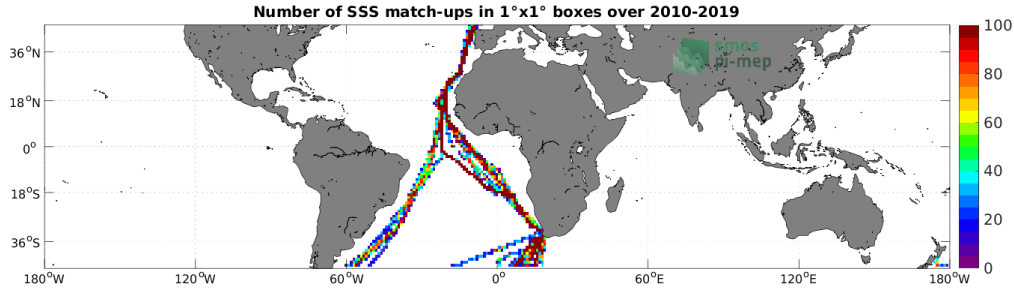 Number of SSS match-ups in 1°x1° boxes over 2010-2019
smos
pi-mep
36°N
18°N
0°
18°S
36°S
180°W
120°W
60°W
0°
60°E
120°E
180°W
100
80
60
40
20
0